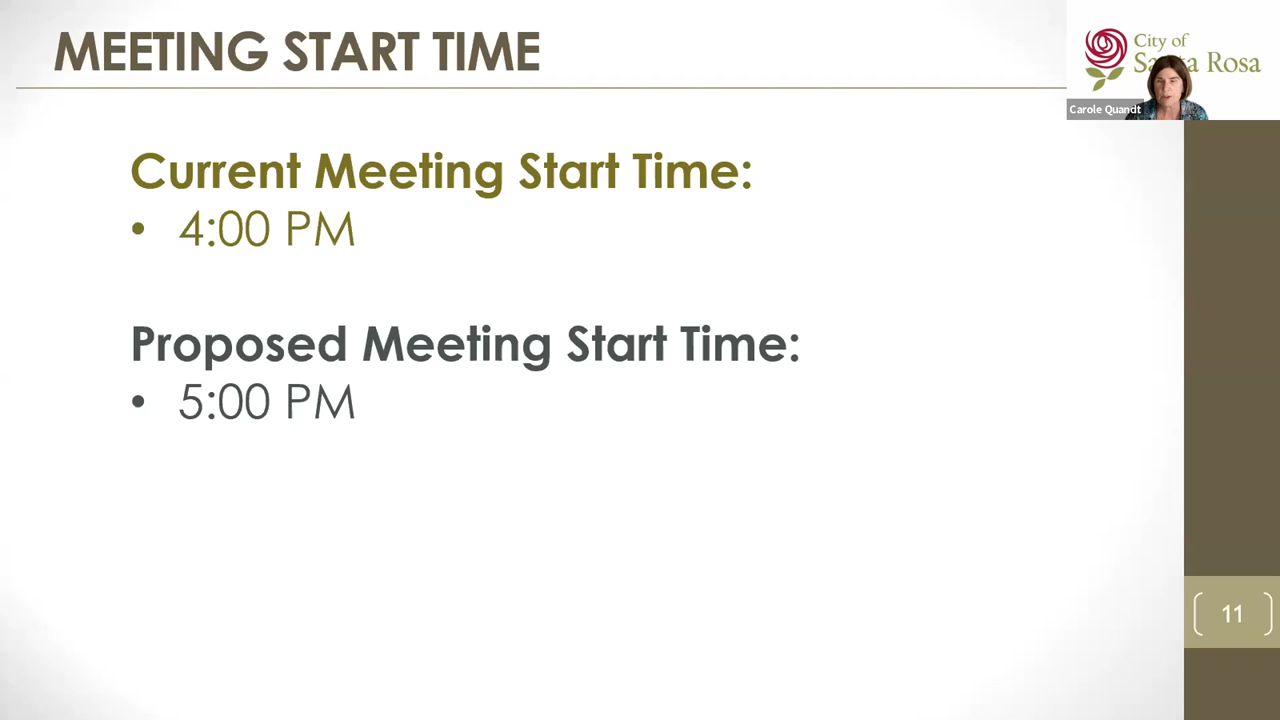 MEETING START TIME
City of
Santa Rosa
Carole Quandt
Current Meeting Start Time:
• 4:00 PM
Proposed Meeting Start Time:
• 5:00 PM
11